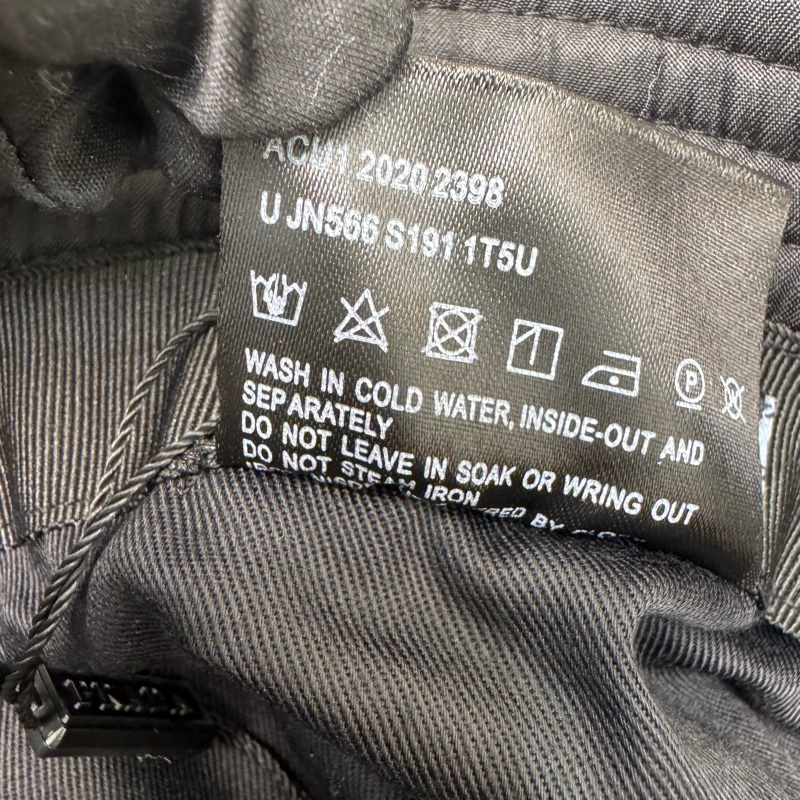 ACU1 2020 2398
U JN566 S191 1T5U
P
W
WASH IN COLD WATER, INSIDE-OUT AND
SEPARATELY
DO NOT LEAVE IN SOAK OR WRING OUT
DO NOT STEAM IRON
BY